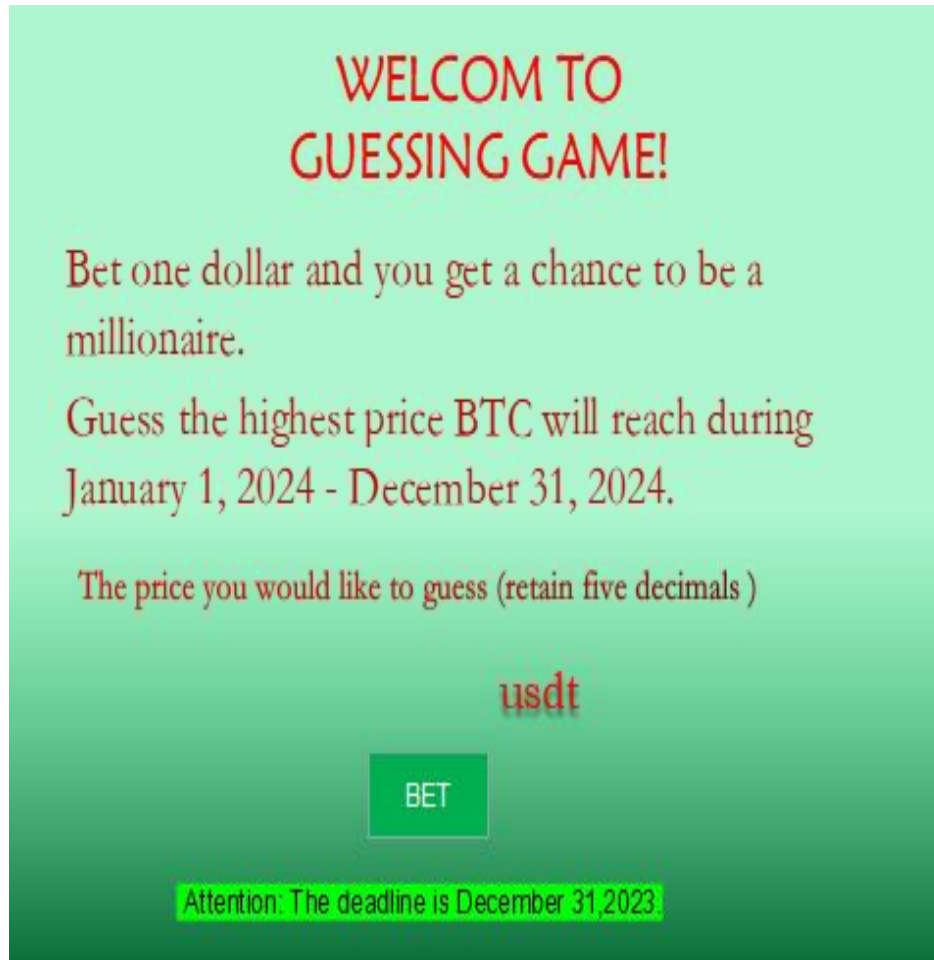 WELCOM TO
GUESSING GAME!
Bet one dollar and you get a chance to be a
millionaire.
Guess the highest price BTC will reach during
January 1, 2024 - December 31, 2024.
The price you would like to guess (retain five decimals )
usdt
BET
Attention: The deadline is December 31,2023.